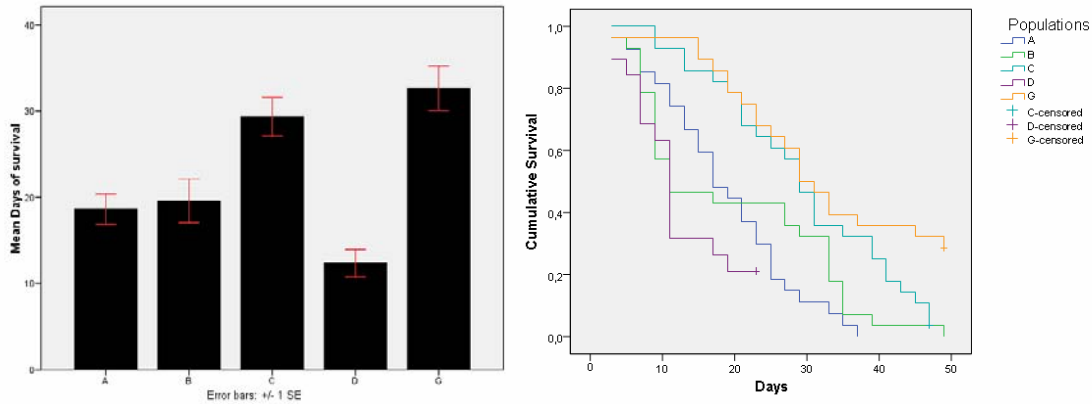 Mean Days of survival
40
30
20
10
0
A B C D G
Error bars: +/- 1 SE
Cumulative Survival
1,0
0,8
0,6
0,4
0,2
0,0
0 10 20 30 40 50
Days
Populations
A
B
C
D
G
C-censored
D-censored
G-censored